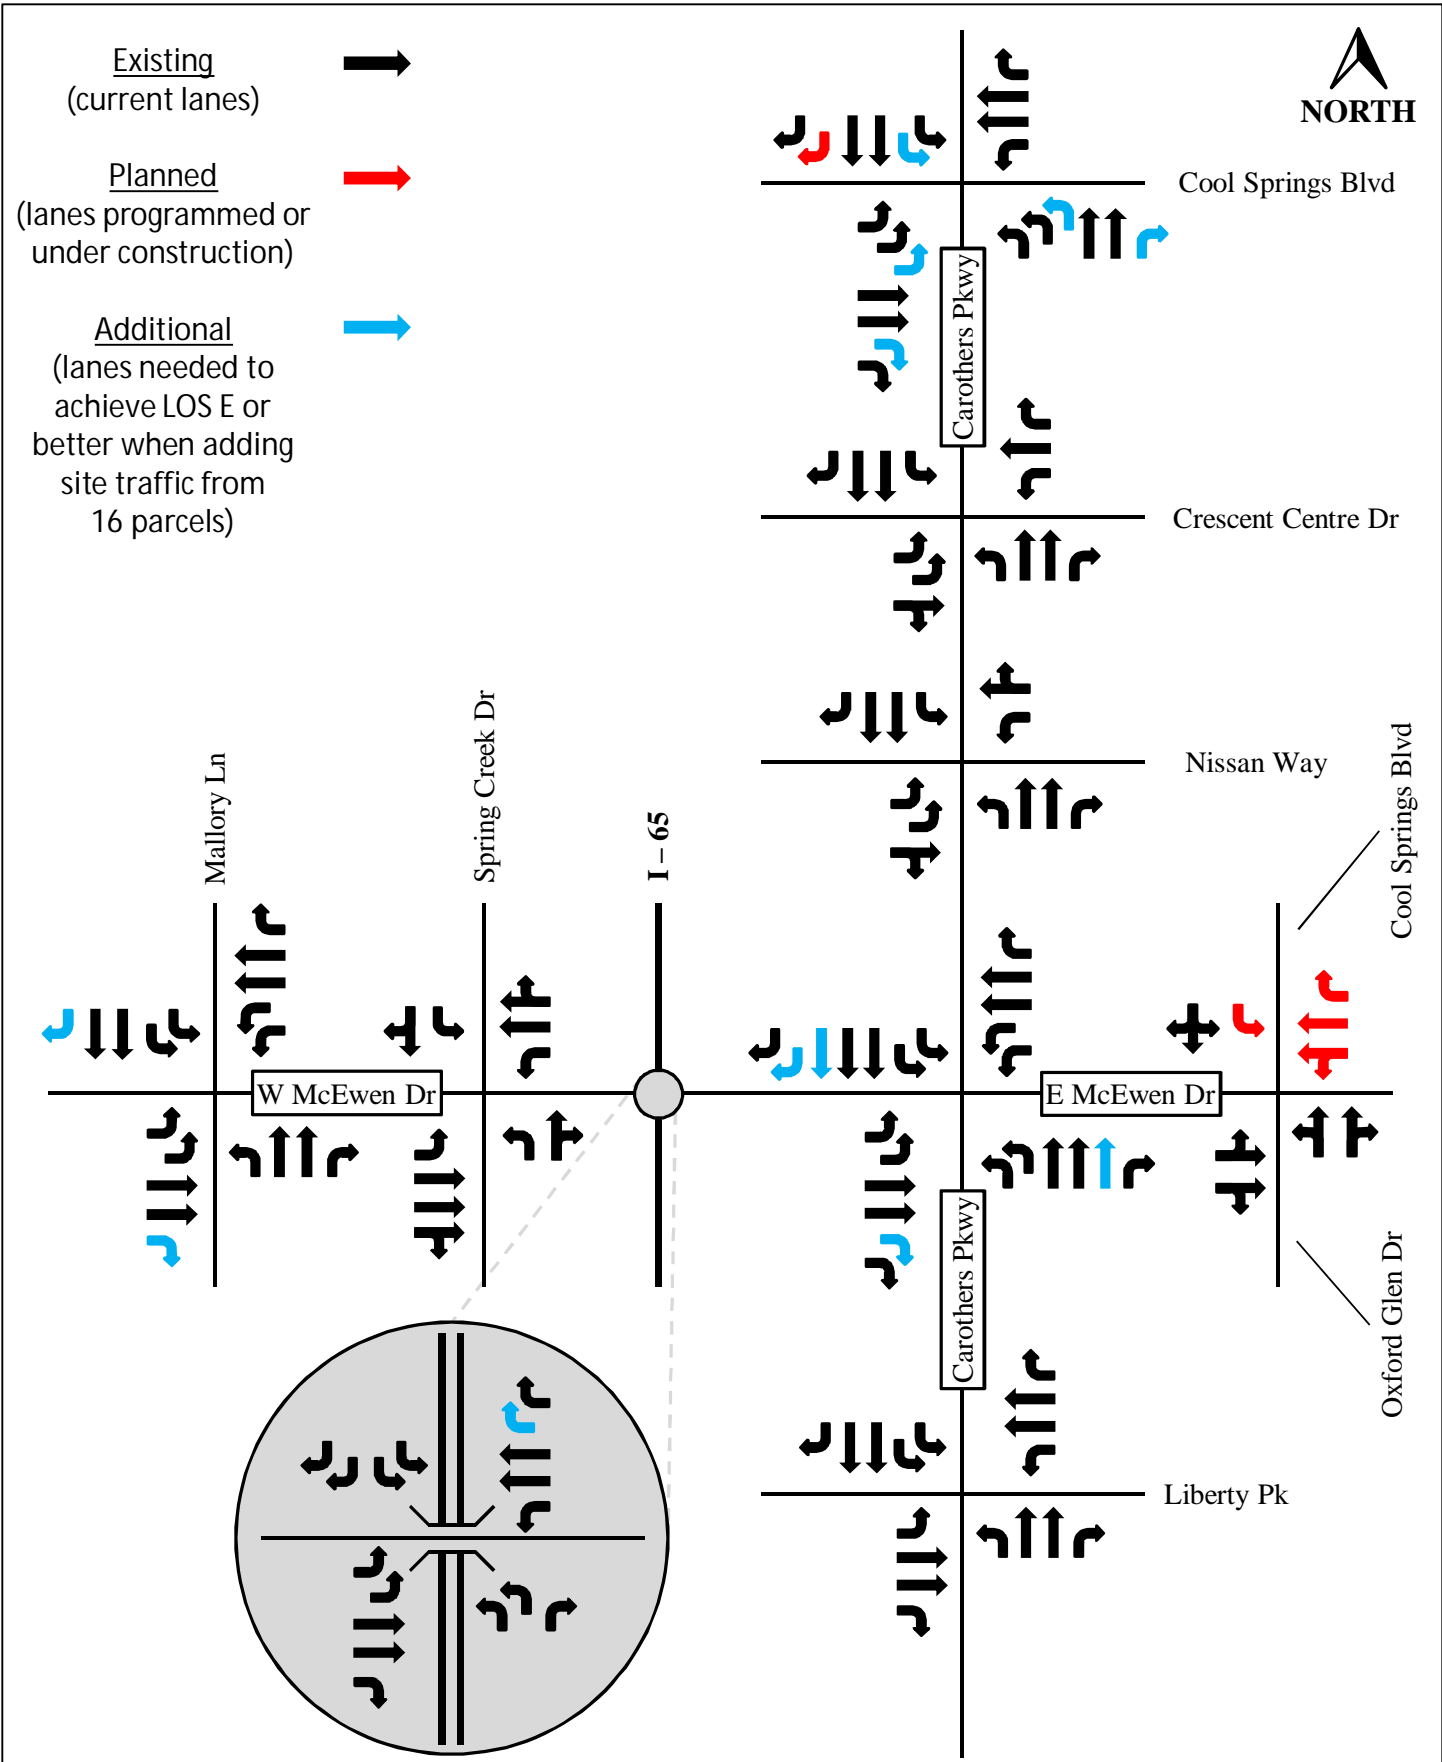 Existing
(current lanes)
Planned
(lanes programmed or
under construction)
Additional
(lanes needed to
achieve LOS E or
better when adding
site traffic from
16 parcels)
NORTH
Cool Springs Blvd
Carothers Pkwy
Crescent Centre Dr
Nissan Way
Mallory Ln
Spring Creek Dr
I – 65
Cool Springs Blvd
W McEwen Dr
E McEwen Dr
Carothers Pkwy
Oxford Glen Dr
Liberty Pk